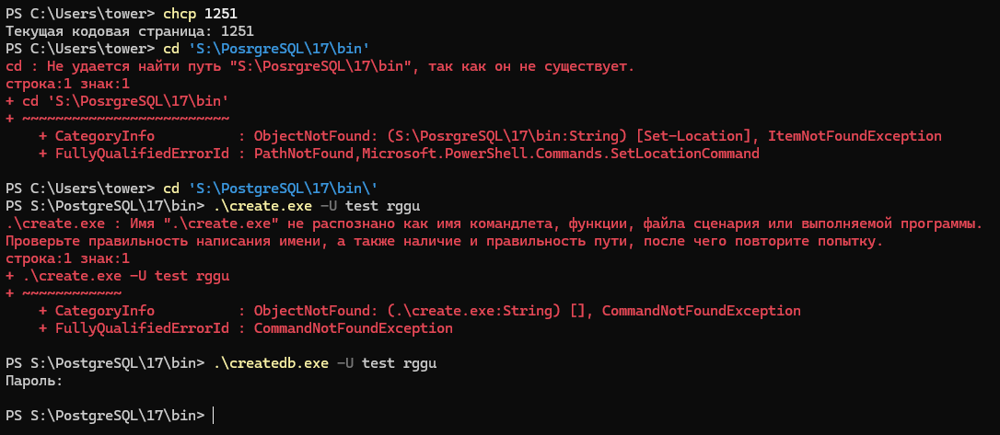 PS C:\Users\tower> chcp 1251
Текущая кодовая страница: 1251
PS C:\Users\tower> cd 'S:\PosrgreSQL\17\bin'
cd : Не удается найти путь "S:\PosrgreSQL\17\bin", так как он не существует.
строка:1 знак:1
+ cd 'S:\PosrgreSQL\17\bin'
+ ~~~~~~~~~~~~~~~~~~~~~~~~~
    + CategoryInfo          : ObjectNotFound: (S:\PosrgreSQL\17\bin:String) [Set-Location], ItemNotFoundException
    + FullyQualifiedErrorId : PathNotFound,Microsoft.PowerShell.Commands.SetLocationCommand
PS C:\Users\tower> cd 'S:\PostgreSQL\17\bin\'
PS S:\PostgreSQL\17\bin> .\create.exe -U test rggu
.\create.exe : Имя ".\create.exe" не распознано как имя командлета, функции, файла сценария или выполняемой программы.
Проверьте правильность написания имени, а также наличие и правильность пути, после чего повторите попытку.
строка:1 знак:1
+ .\create.exe -U test rggu
+ ~~~~~~~~~~~~
    + CategoryInfo          : ObjectNotFound: (.\create.exe:String) [], CommandNotFoundException
    + FullyQualifiedErrorId : CommandNotFoundException
PS S:\PostgreSQL\17\bin> .\createdb.exe -U test rggu
Пароль:
PS S:\PostgreSQL\17\bin>